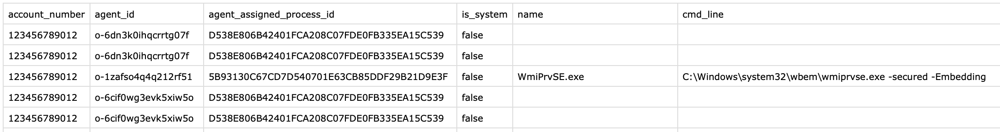 account_number agent_id agent_assigned_process_id is_system name cmd_line
123456789012 o-6dn3k0ihqcrrtg07f D538E806B42401FCA208C07FDE0FB335EA15C539 false
123456789012 o-6dn3k0ihqcrrtg07f D538E806B42401FCA208C07FDE0FB335EA15C539 false
123456789012 o-1zafso4q4q212rf51 5B93130C67CD7D540701E63CB85DDF29B21D9E3F false WmiPrvSE.exe C:\Windows\system32\wbem\wmiprvse.exe -secured -Embedding
123456789012 o-6cif0wg3evk5xiw5o D538E806B42401FCA208C07FDE0FB335EA15C539 false
123456789012 o-6cif0wg3evk5xiw5o D538E806B42401FCA208C07FDE0FB335EA15C539 false